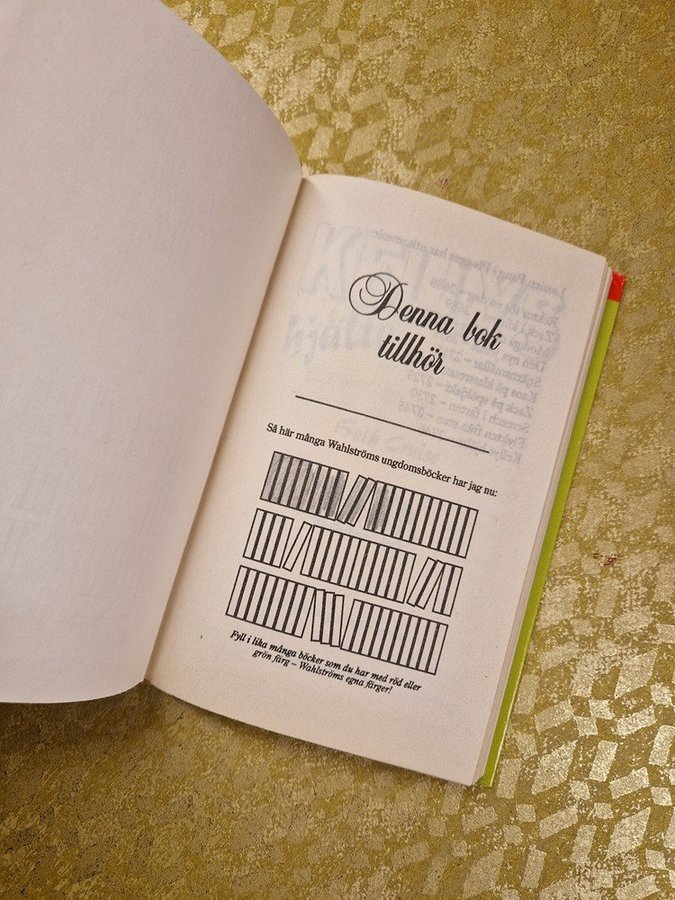 Denna bok
tillhör
Så här många Wahlströms ungdomsböcker har jag nu:
Fyll i lika många böcker som du har med röd eller
grön färg – Wahlströms egna färger!